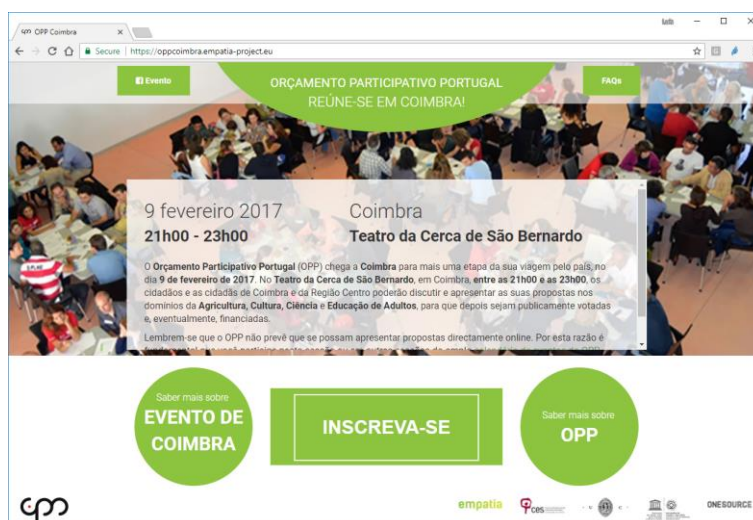 OPP Coimbra
Secure
https://oppcoimbra.empatia-project.eu
Evento
ORÇAMENTO PARTICIPATIVO PORTUGAL
FAQs
REÚNE-SE EM COIMBRA!
9 fevereiro 2017
Coimbra
21h00 - 23h00
Teatro da Cerca de São Bernardo
O Orçamento Participativo Portugal (OPP) chega a Coimbra para mais uma etapa da sua viagem pelo país, no
dia 9 de fevereiro de 2017. No Teatro da Cerca de São Bernardo, em Coimbra, entre as 21h00 e as 23h00, os
cidadãos e as cidadãs de Coimbra e da Região Centro poderão discutir e apresentar as suas propostas nos
domínios da Agricultura, Cultura, Ciência e Educação de Adultos, para que depois sejam publicamente votadas
e, eventualmente, financiadas.
Lembrem-se que o OPP não prevê que se possam apresentar propostas directamente online. Por esta razão é
Saber mais sobre
EVENTO DE
COIMBRA
INSCREVA-SE
Saber mais sobre
OPP
empatia
ces
ONESOURCE